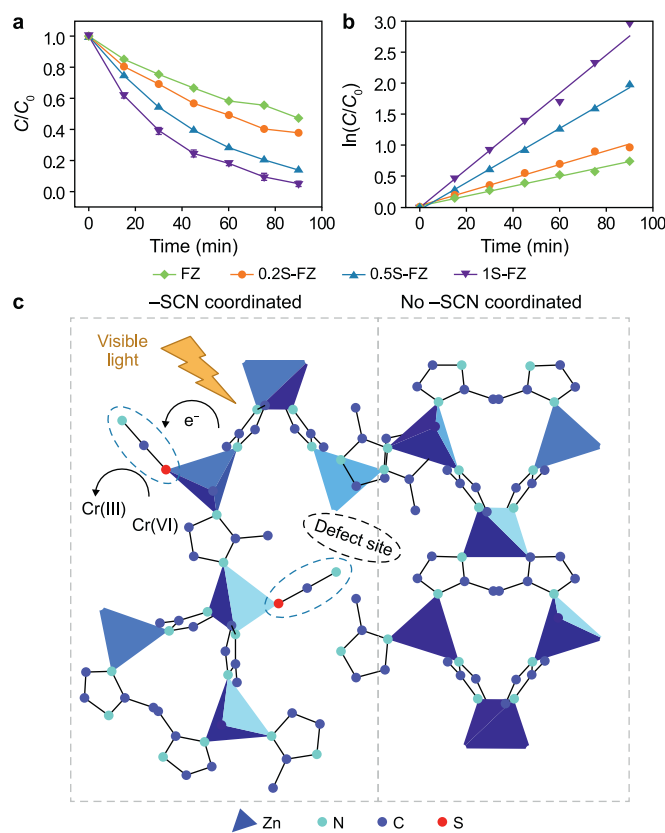 a
1.0
0.8
0.6
0.4
0.2
0.0
C/C0
0
20
40
60
80
100
Time (min)
b
3.0
2.5
2.0
1.5
1.0
0.5
0.0
ln(C/C0)
0
20
40
60
80
100
Time (min)
FZ
0.2S-FZ
0.5S-FZ
1S-FZ
c
–SCN coordinated
No –SCN coordinated
Visible
light
e–
Cr(III)
Cr(VI)
Defect site
Zn
N
C
S